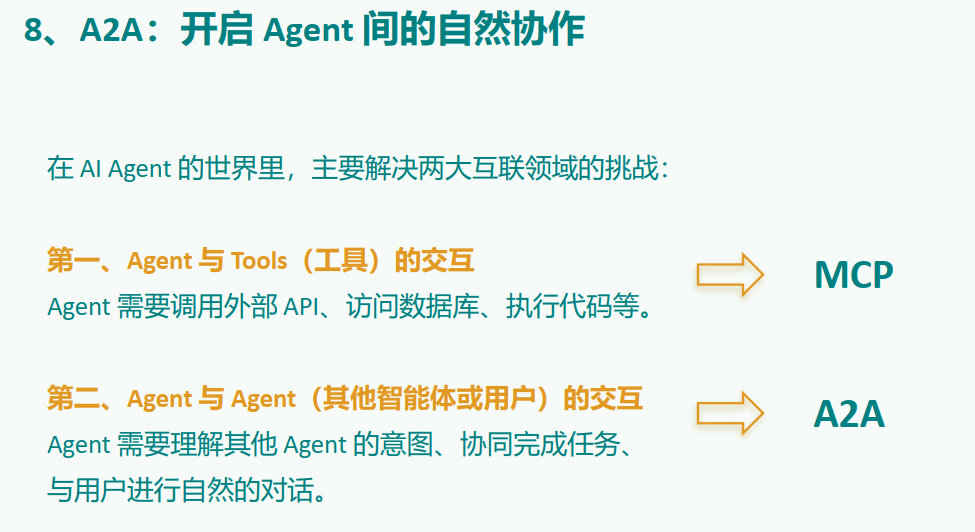 8、A2A：开启 Agent 间的自然协作
在 AI Agent 的世界里，主要解决两大互联领域的挑战：
第一、Agent 与 Tools（工具）的交互
Agent 需要调用外部 API、访问数据库、执行代码等。
MCP
第二、Agent 与 Agent（其他智能体或用户）的交互
Agent 需要理解其他 Agent 的意图、协同完成任务、
与用户进行自然的对话。
A2A